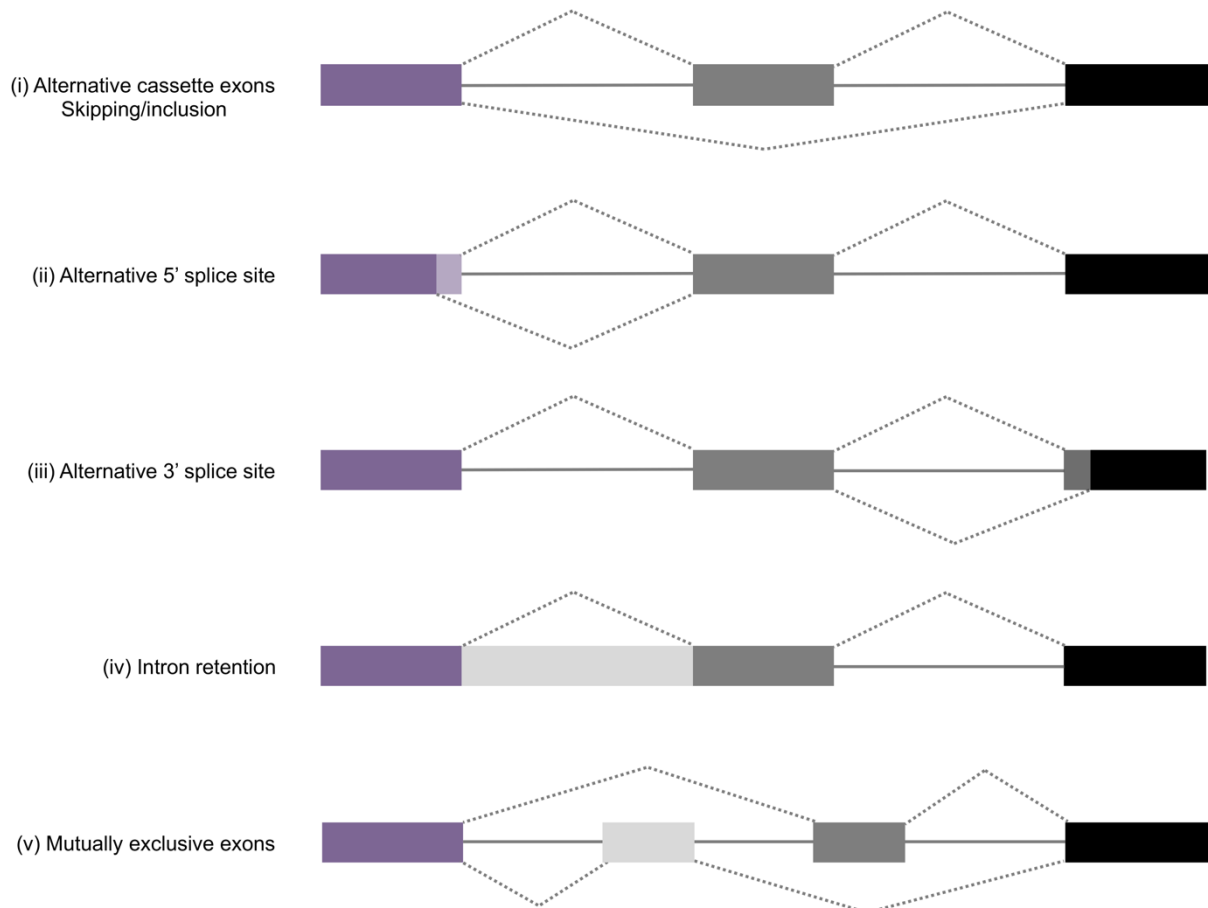 (i) Alternative cassette exons
Skipping/inclusion
(ii) Alternative 5’ splice site
(iii) Alternative 3’ splice site
(iv) Intron retention
(v) Mutually exclusive exons